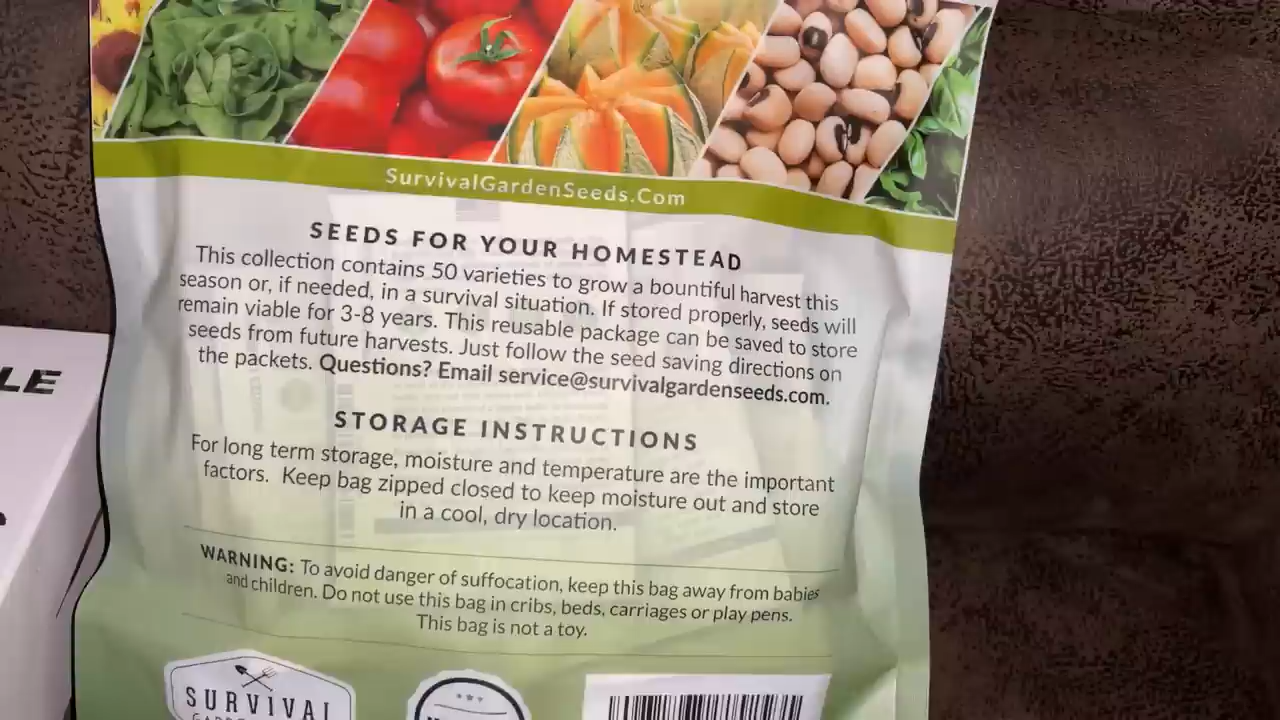 SurvivalGardenSeeds.Com
SEEDS FOR YOUR HOMESTEAD
This collection contains 50 varieties to grow a bountiful harvest this
season or, if needed, in a survival situation. If stored properly, seeds will
remain viable for 3-8 years. This reusable package can be saved to store
seeds from future harvests. Just follow the seed saving directions on
the packets. Questions? Email service@survivalgardenseeds.com.
STORAGE INSTRUCTIONS
For long term storage, moisture and temperature are the important
factors. Keep bag zipped closed to keep moisture out and store
in a cool, dry location.
WARNING: To avoid danger of suffocation, keep this bag away from babies
and children. Do not use this bag in cribs, beds, carriages or play pens.
This bag is not a toy.
LE
SURVIVAL